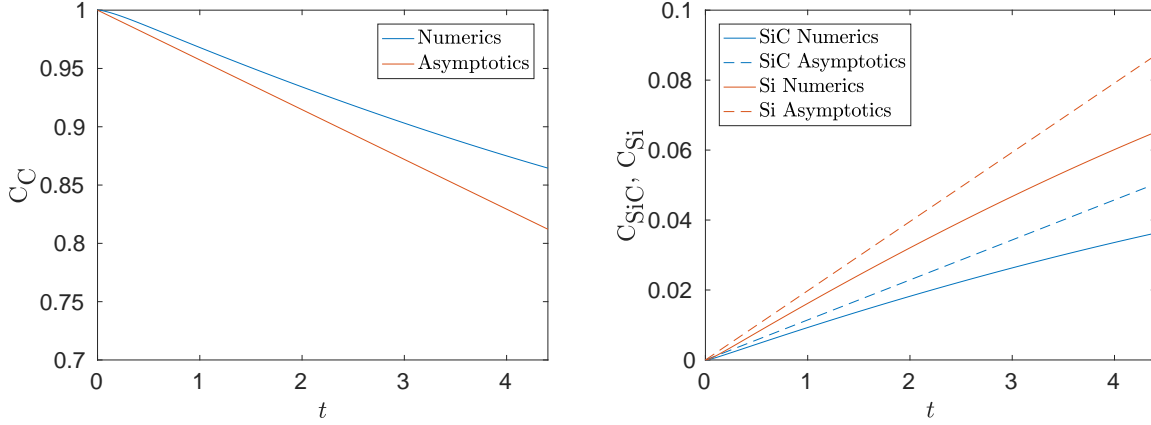 1
0.95
0.9
0.85
0.8
0.75
0.7
0 1 2 3 4
t
C_C
Numerics
Asymptotics
0.1
0.08
0.06
0.04
0.02
0
0 1 2 3 4
t
C_SiC, C_Si
SiC Numerics
SiC Asymptotics
Si Numerics
Si Asymptotics